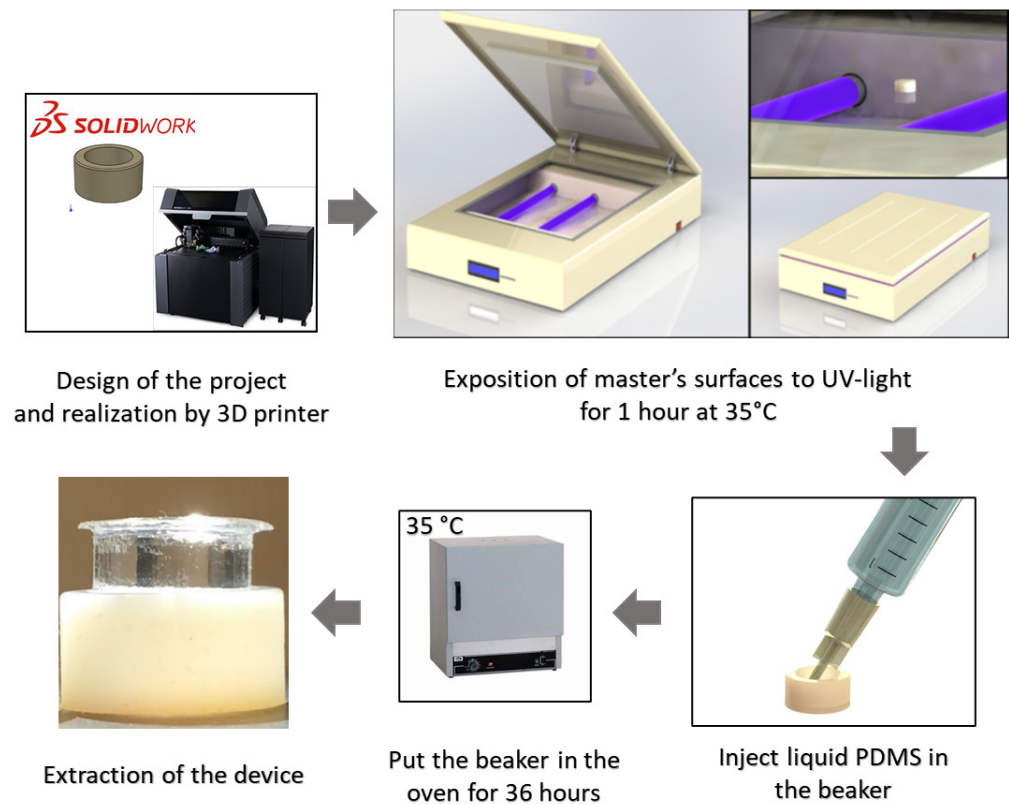 SOLIDWORK
Design of the project
and realization by 3D printer
Exposition of master's surfaces to UV-light
for 1 hour at 35°C
Inject liquid PDMS in
the beaker
35 °C
Put the beaker in the
oven for 36 hours
Extraction of the device